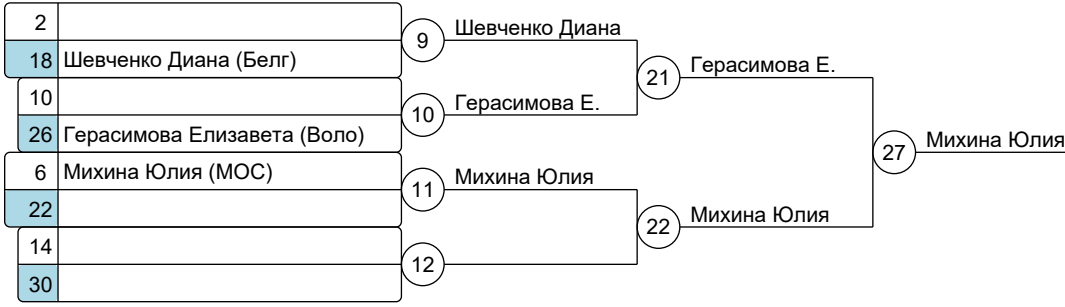 2
9
Шевченко Диана
18 Шевченко Диана (Белг)
21
Герасимова Е.
10
10
Герасимова Е.
26 Герасимова Елизавета (Воло)
27
Михина Юлия
6 Михина Юлия (МОС)
11
Михина Юлия
22
22
Михина Юлия
14
12
30